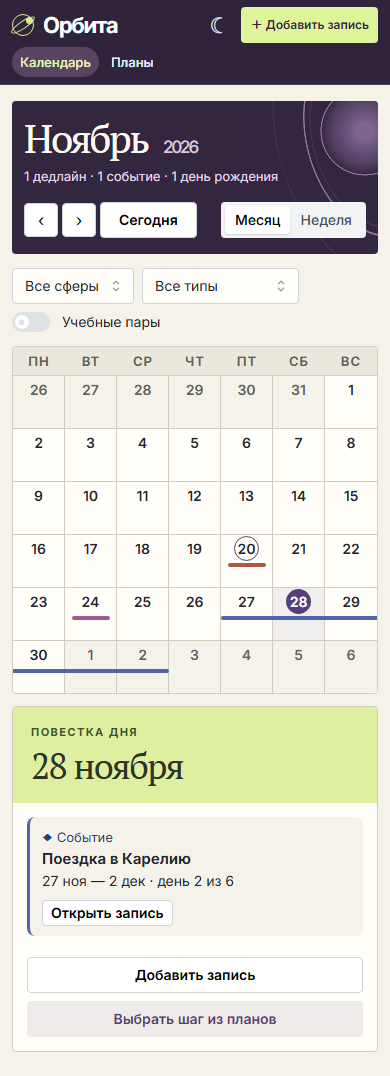 Орбита
+ Добавить запись
Календарь Планы
Ноябрь 2026
1 дедлайн · 1 событие · 1 день рождения
‹ › Сегодня Месяц Неделя
Все сферы Все типы
Учебные пары
ПН ВТ СР ЧТ ПТ СБ ВС
26 27 28 29 30 31 1
2 3 4 5 6 7 8
9 10 11 12 13 14 15
16 17 18 19 20 21 22
23 24 25 26 27 28 29
30 1 2 3 4 5 6
ПОВЕСТКА ДНЯ
28 ноября
Событие
Поездка в Карелию
27 ноя — 2 дек · день 2 из 6
Открыть запись
Добавить запись
Выбрать шаг из планов